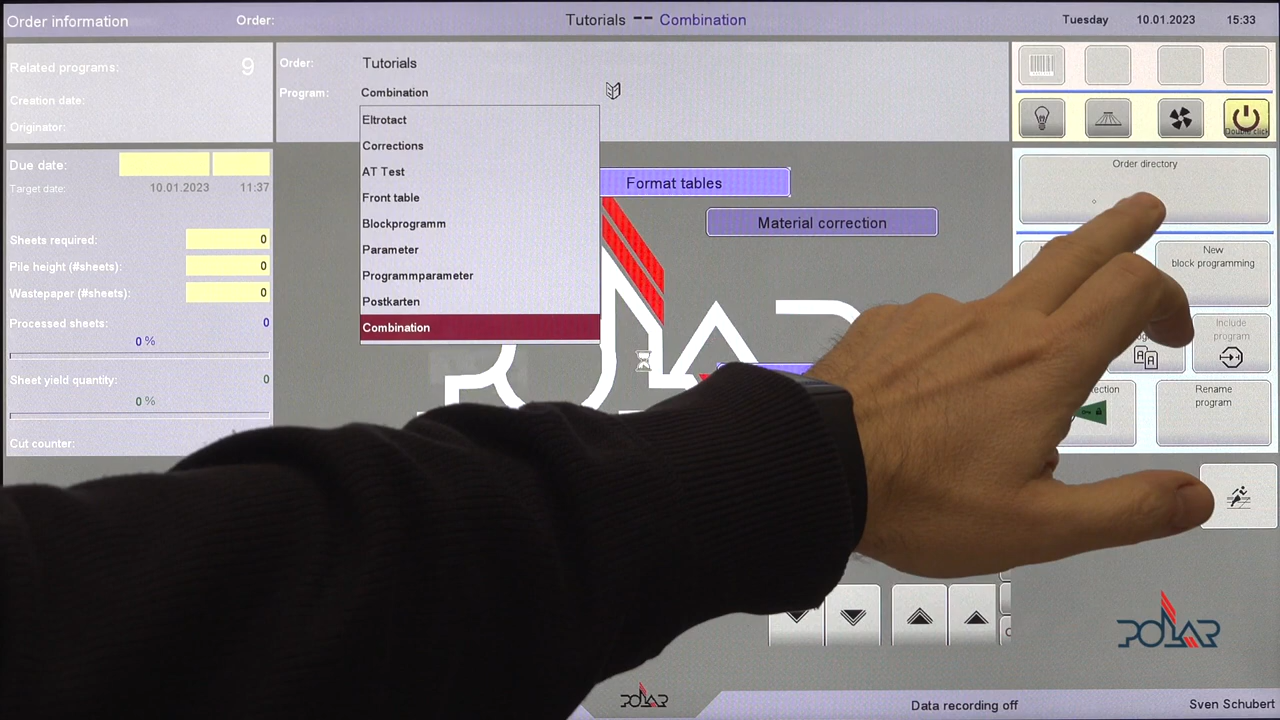 Order information
Order:
Tutorials -- Combination
Tuesday 10.01.2023 15:33
Related programs: 9
Creation date:
Originator:
Order: Tutorials
Program: Combination
Eltrotact
Corrections
AT Test
Front table
Blockprogramm
Parameter
Programmparameter
Postkarten
Combination
Due date:
Target date: 10.01.2023 11:37
Sheets required: 0
Pile height (#sheets): 0
Wastepaper (#sheets): 0
Processed sheets: 0
0 %
Sheet yield quantity: 0
0 %
Cut counter:
Format tables
Material correction
Double click
Order directory
New
block programming
Include
program
Rename
program
POLAR
POLAR
Data recording off
Sven Schubert